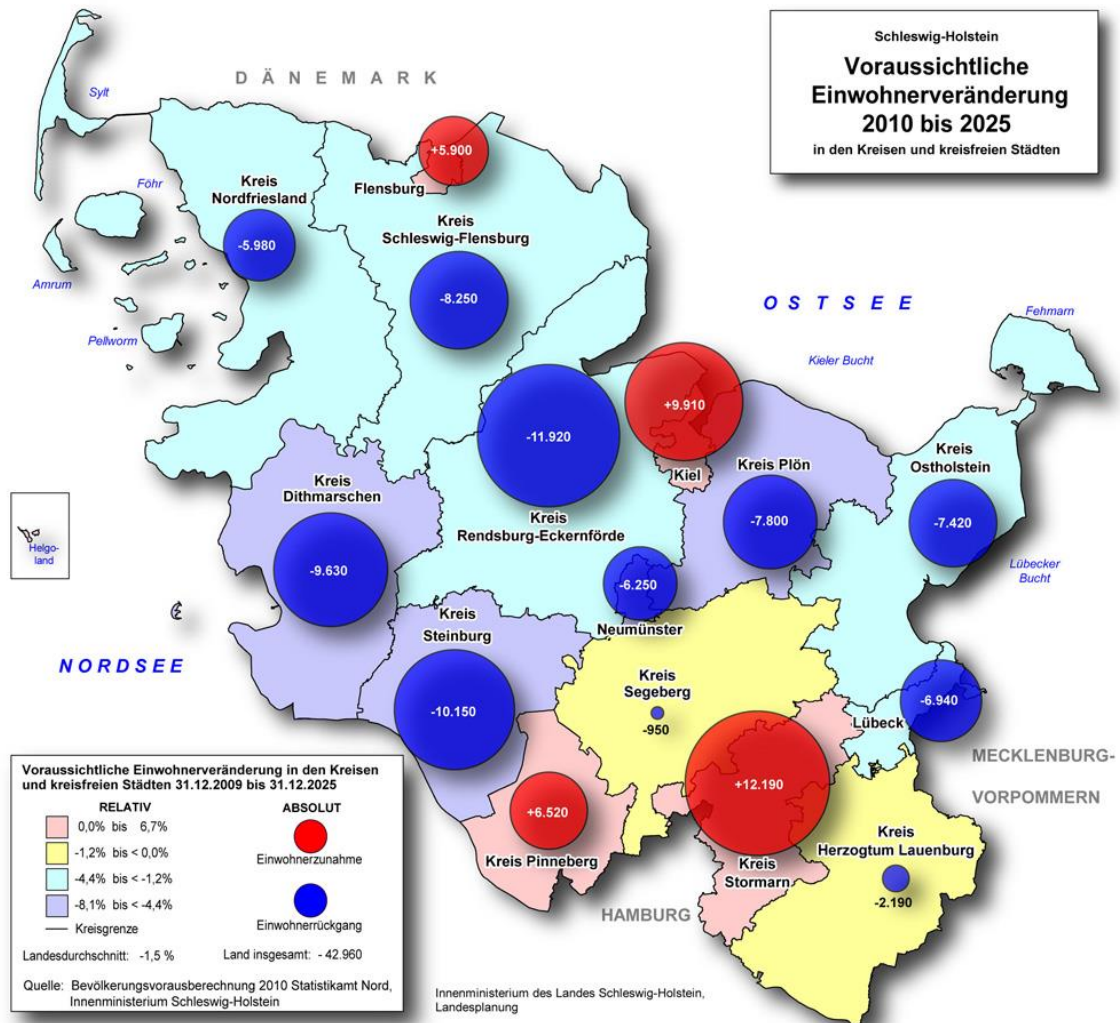 Schleswig-Holstein
Voraussichtliche
Einwohnerveränderung
2010 bis 2025
in den Kreisen und kreisfreien Städten
DÄNEMARK
Sylt
Föhr
Amrum
Pellworm
Kreis
Nordfriesland
-5.980
+5.900
Flensburg
Kreis
Schleswig-Flensburg
-8.250
OSTSEE
Fehmarn
Kieler Bucht
-11.920
Kreis
Rendsburg-Eckernförde
+9.910
Kiel
Kreis Plön
-7.800
Kreis
Ostholstein
-7.420
Kreis
Dithmarschen
-9.630
Helgo-
land
Lübecker
Bucht
-6.250
Neumünster
NORDSEE
Kreis
Steinburg
-10.150
Kreis
Segeberg
-950
Lübeck
-6.940
MECKLENBURG-
VORPOMMERN
+12.190
Kreis
Stormarn
+6.520
Kreis Pinneberg
Kreis
Herzogtum Lauenburg
-2.190
HAMBURG
Voraussichtliche Einwohnerveränderung in den Kreisen
und kreisfreien Städten 31.12.2009 bis 31.12.2025
RELATIV
0,0% bis 6,7%
-1,2% bis < 0,0%
-4,4% bis < -1,2%
-8,1% bis < -4,4%
Kreisgrenze
Landesdurchschnitt: -1,5 %
ABSOLUT
Einwohnerzunahme
Einwohnerrückgang
Land insgesamt: - 42.960
Quelle: Bevölkerungsvorausberechnung 2010 Statistikamt Nord,
Innenministerium Schleswig-Holstein
Innenministerium des Landes Schleswig-Holstein,
Landesplanung